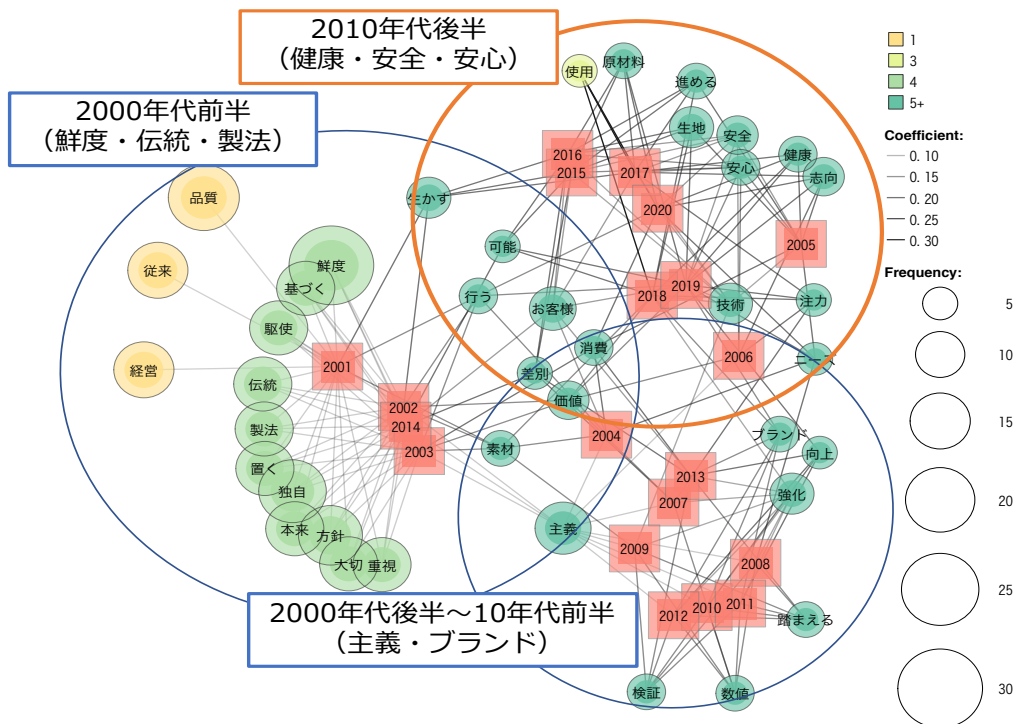 2010年代後半
（健康・安全・安心）
2000年代前半
（鮮度・伝統・製法）
2000年代後半～10年代前半
（主義・ブランド）
使用
原材料
進める
生地
安全
安心
健康
志向
2016
2015
2017
2020
2005
生かす
可能
行う
お客様
2018
2019
技術
注力
消費
2006
ニーズ
差別
価値
品質
従来
経営
鮮度
基づく
駆使
2001
伝統
製法
置く
独自
本来
方針
大切
重視
2002
2014
2003
素材
2004
ブランド
向上
2013
2007
強化
主義
2009
2008
2012
2010
2011
踏まえる
検証
数値
1
3
4
5+
Coefficient:
0. 10
0. 15
0. 20
0. 25
0. 30
Frequency:
5
10
15
20
25
30